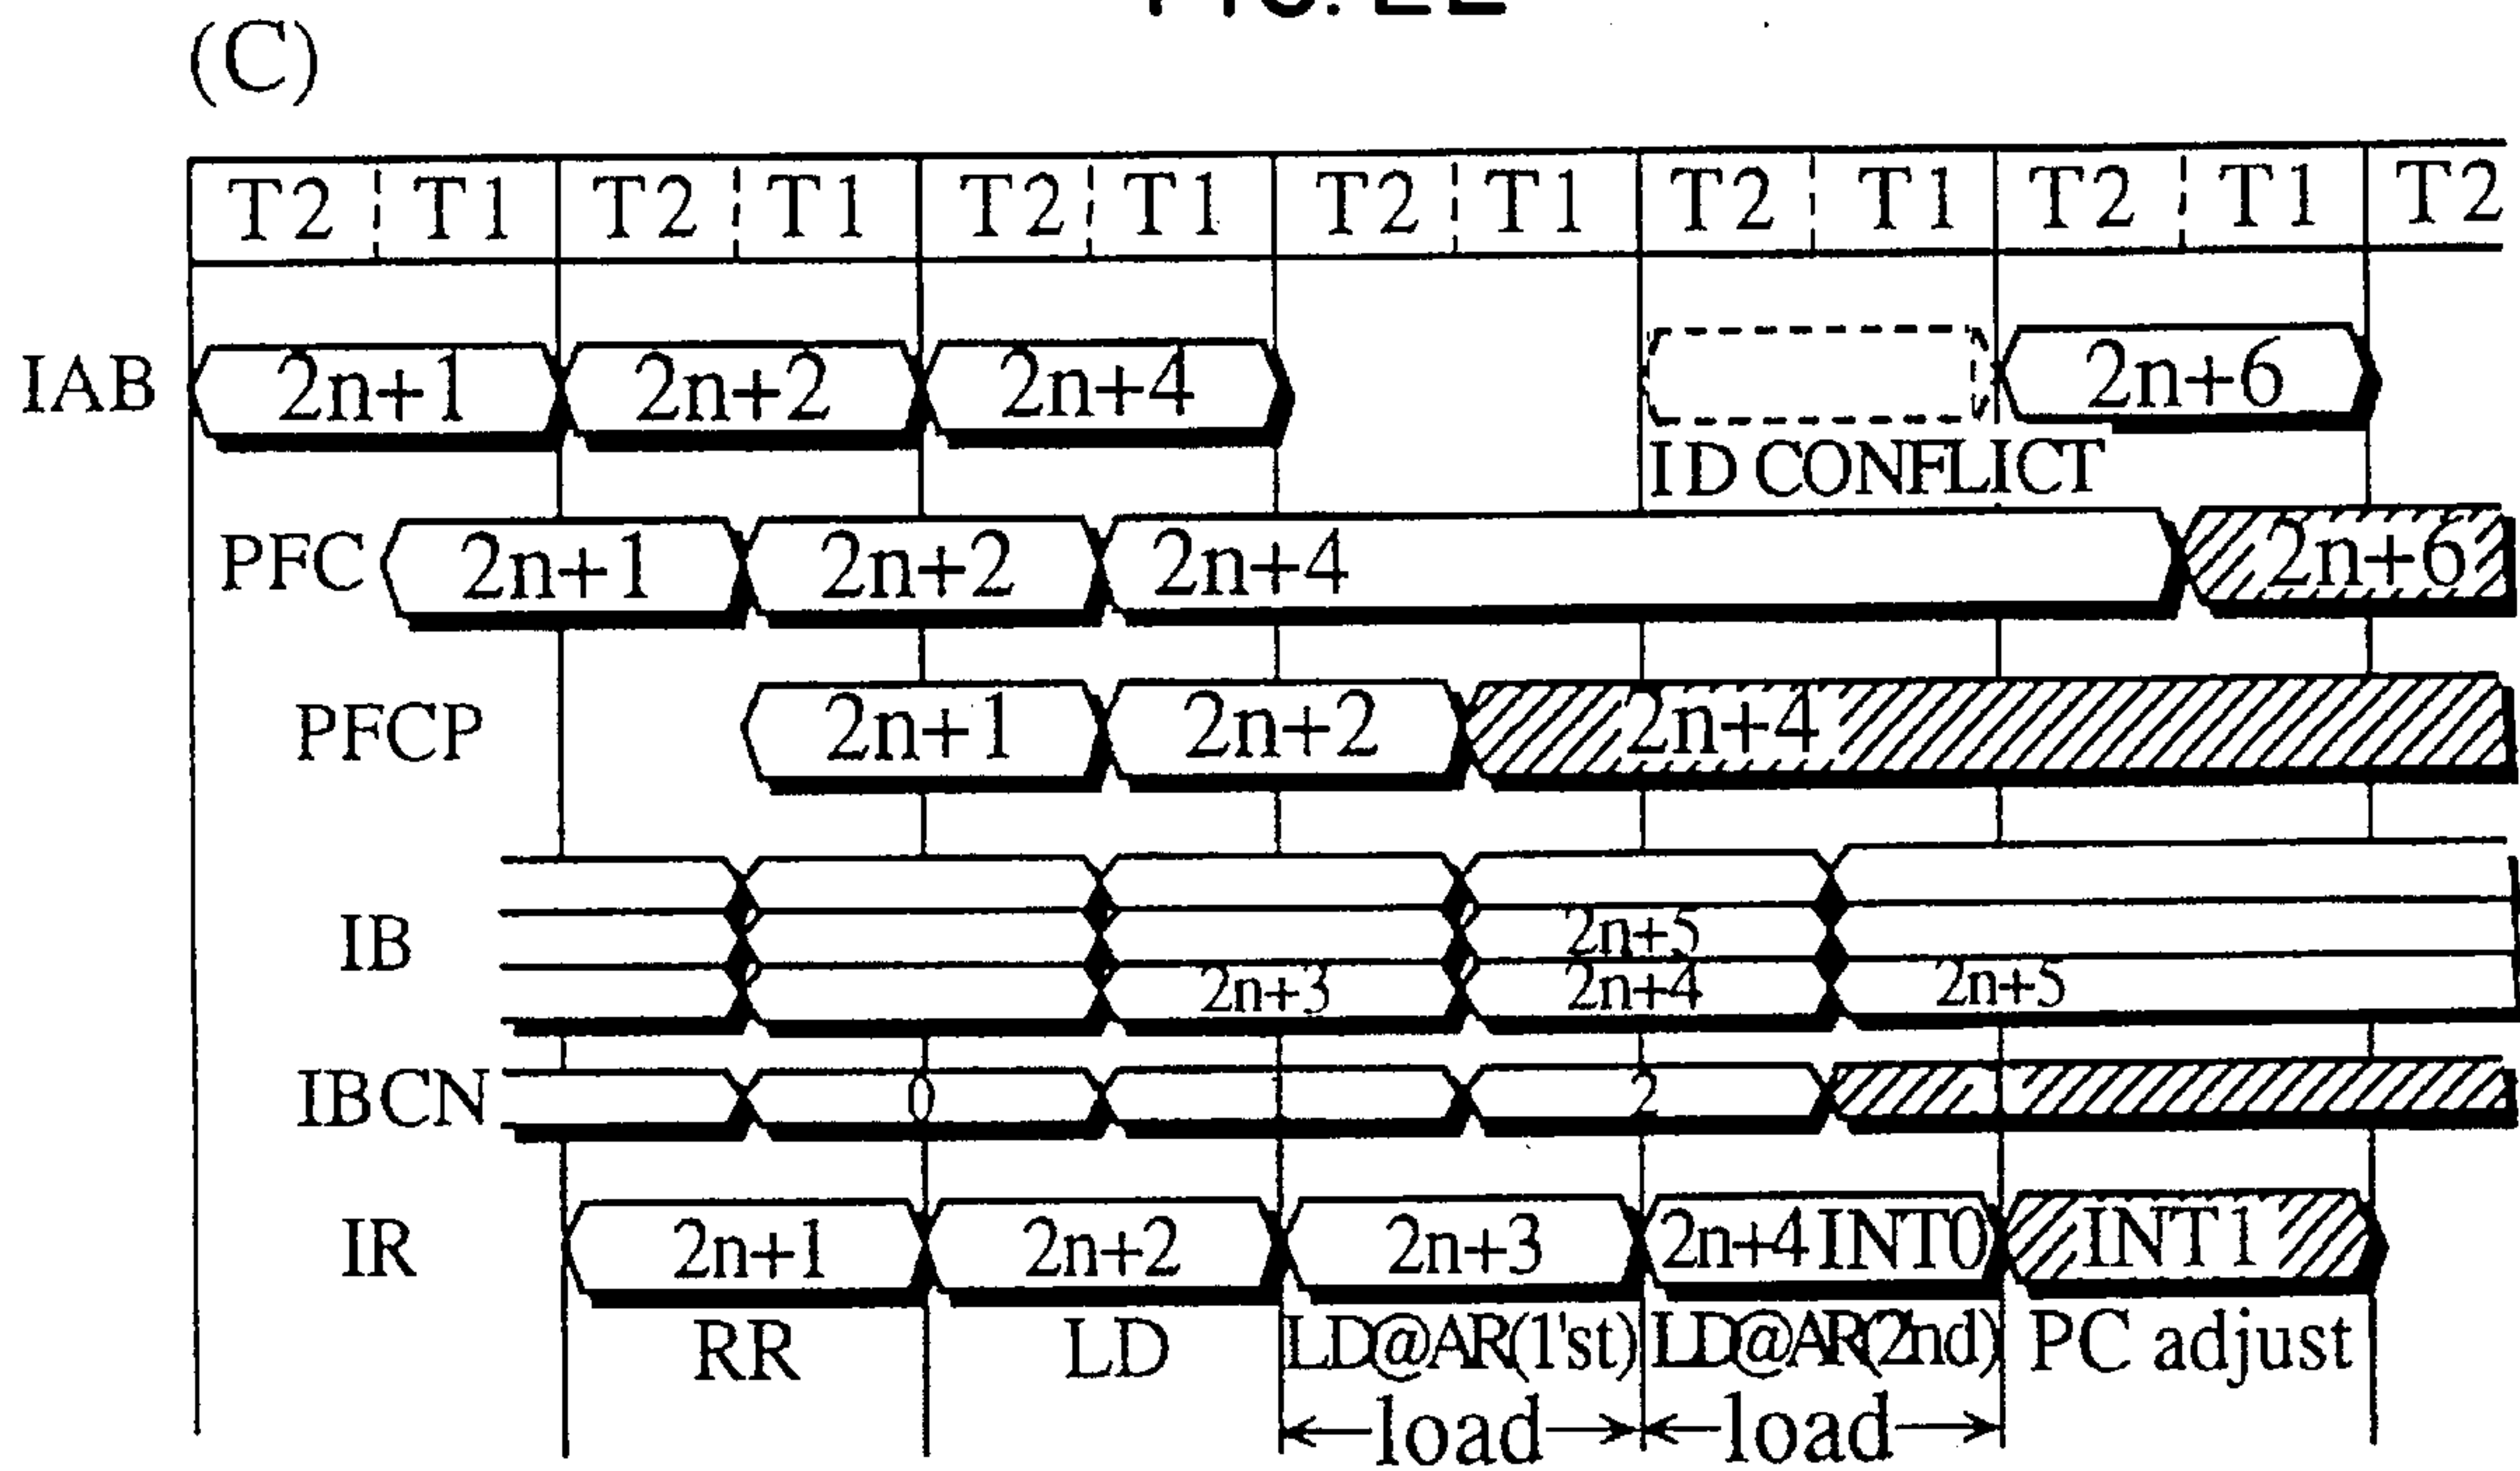 FIG. 22
(C)
T2 T1 T2 T1 T2 T1 T2 T1 T2 T1 T2 T1 T2
IAB 2n+1 2n+2 2n+4 2n+6
ID CONFLICT
PFC 2n+1 2n+2 2n+4 2n+6
PFCP 2n+1 2n+2 2n+4
IB
2n+5
2n+3 2n+4 2n+5
IBCN 0 2
IR 2n+1 2n+2 2n+3 2n+4 INT0 INT1
RR LD LD@AR(1'st) LD@AR(2nd) PC adjust
load load